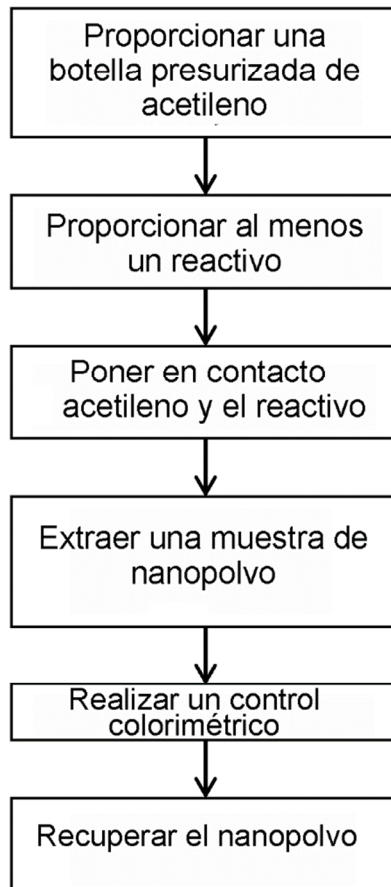 Proporcionar una
botella presurizada de
acetileno
Proporcionar al menos
un reactivo
Poner en contacto
acetileno y el reactivo
Extraer una muestra de
nanopolvo
Realizar un control
colorimétrico
Recuperar el nanopolvo